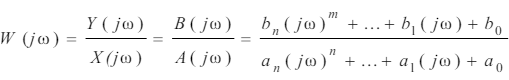 W (jω) = Y ( jω) / X (jω) = B ( jω) / A ( jω) = b_n ( jω)^m + ... + b_1 ( jω) + b_0 / a_n ( jω)^n + ... + a_1 ( jω) + a_0